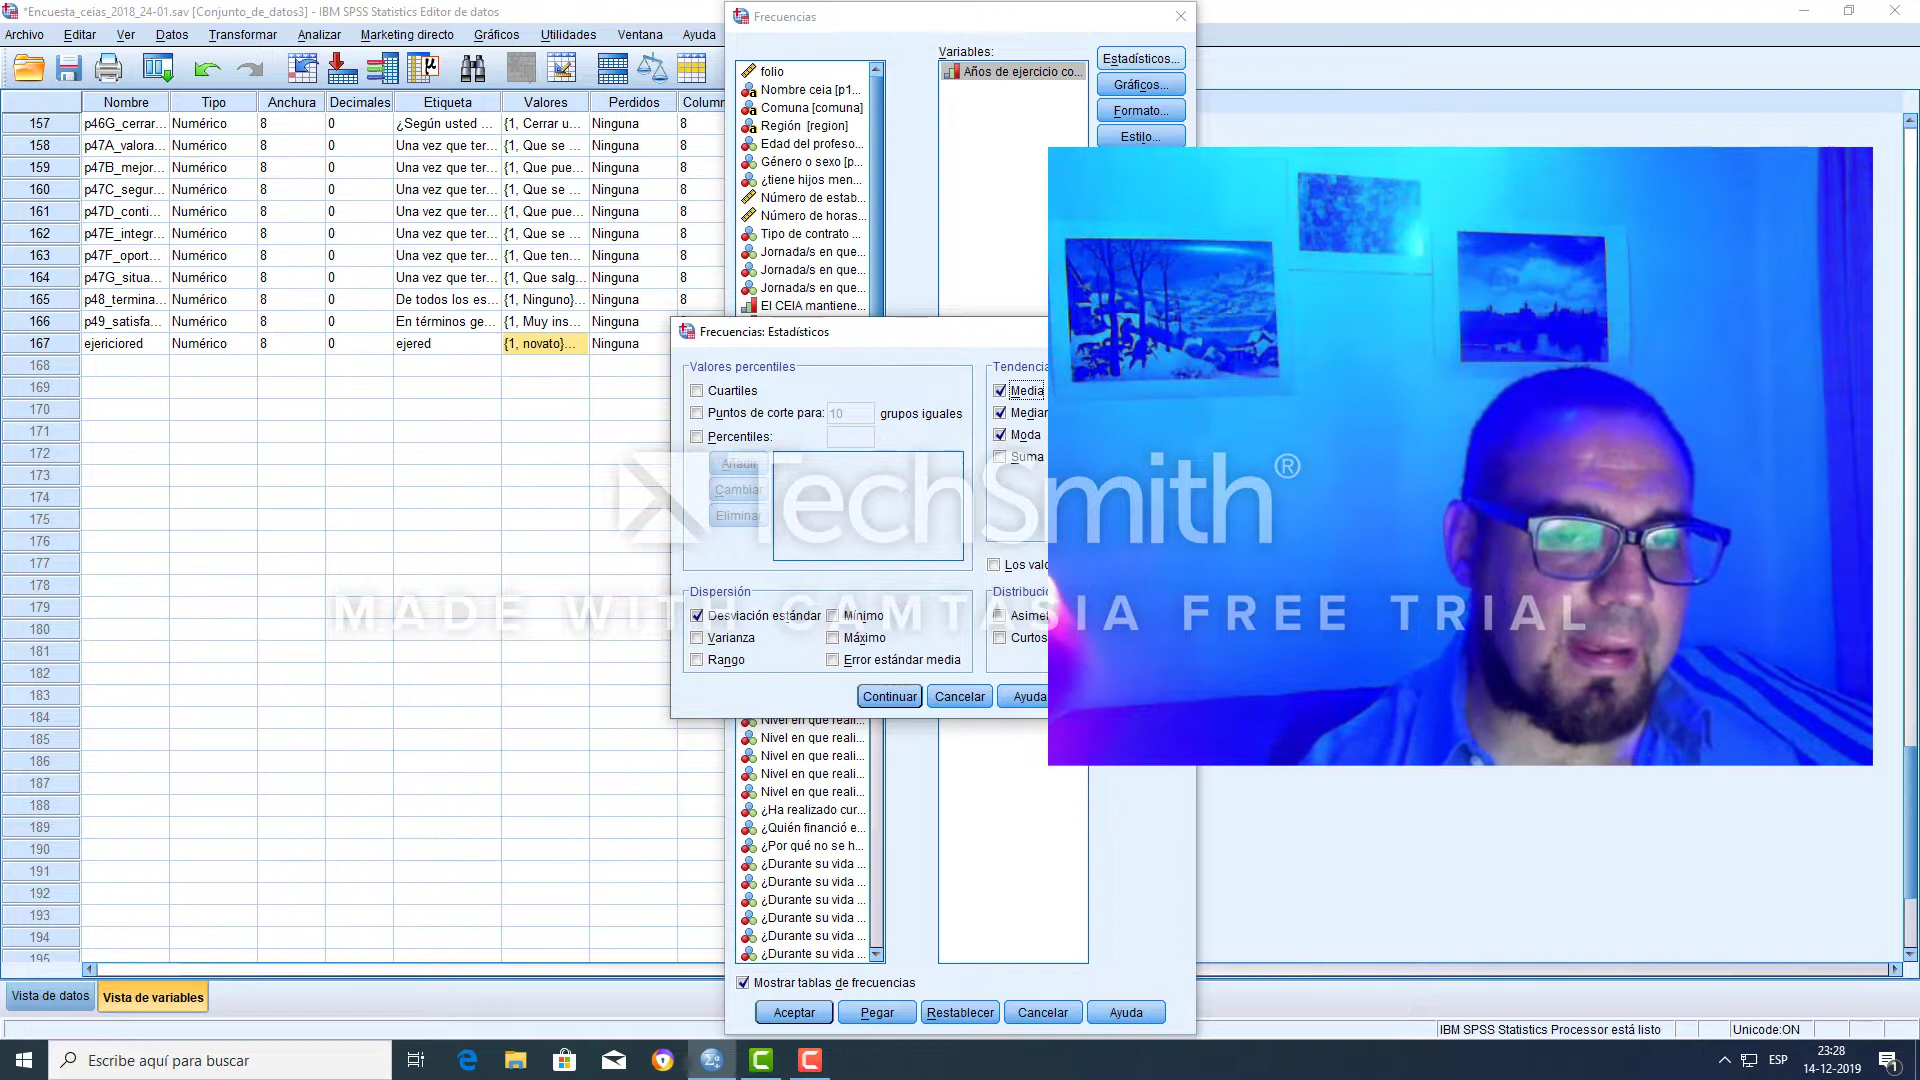 *Encuesta_ceias_2018_24-01.sav [Conjunto_de_datos3] - IBM SPSS Statistics Editor de datos
Archivo Editar Ver Datos Transformar Analizar Marketing directo Gráficos Utilidades Ventana Ayuda
Nombre Tipo Anchura Decimales Etiqueta Valores Perdidos Column
157 p46G_cerrar... Numérico 8 0 ¿Según usted ... {1, Cerrar u... Ninguna 8
158 p47A_valora... Numérico 8 0 Una vez que ter... {1, Que se ... Ninguna 8
159 p47B_mejor... Numérico 8 0 Una vez que ter... {1, Que pue... Ninguna 8
160 p47C_segur... Numérico 8 0 Una vez que ter... {1, Que se ... Ninguna 8
161 p47D_conti... Numérico 8 0 Una vez que ter... {1, Que pue... Ninguna 8
162 p47E_integr... Numérico 8 0 Una vez que ter... {1, Que se ... Ninguna 8
163 p47F_oport... Numérico 8 0 Una vez que ter... {1, Que ten... Ninguna 8
164 p47G_situa... Numérico 8 0 Una vez que ter... {1, Que salg... Ninguna 8
165 p48_termina... Numérico 8 0 De todos los es... {1, Ninguno}... Ninguna 8
166 p49_satisfa... Numérico 8 0 En términos ge... {1, Muy ins... Ninguna 8
167 ejericiored Numérico 8 0 ejered {1, novato}... Ninguna
168
169
170
171
172
173
174
175
176
177
178
179
180
181
182
183
184
185
186
187
188
189
190
191
192
193
194
195
Frecuencias
Variables:
Años de ejercicio co...
Estadísticos...
Gráficos...
Formato...
Estilo...
folio
Nombre ceia [p1...
Comuna [comuna]
Región [region]
Edad del profeso...
Género o sexo [p...
¿tiene hijos men...
Número de estab...
Número de horas...
Tipo de contrato ...
Jornada/s en que...
Jornada/s en que...
Jornada/s en que...
El CEIA mantiene...
Frecuencias: Estadísticos
Valores percentiles
Cuartiles
Puntos de corte para: 10 grupos iguales
Percentiles:
Añadir
Cambiar
Eliminar
Tendencia
Media
Median
Moda
Suma
Los valo
Dispersión
Desviación estándar Mínimo
Varianza Máximo
Rango Error estándar media
Distribució
Asimet
Curtos
Continuar Cancelar Ayuda
TechSmith®
MADE WITH CAMTASIA FREE TRIAL
Nivel en que reali...
Nivel en que reali...
Nivel en que reali...
Nivel en que reali...
Nivel en que reali...
¿Ha realizado cur...
¿Quién financió e...
¿Por qué no se h...
¿Durante su vida ...
¿Durante su vida ...
¿Durante su vida ...
¿Durante su vida ...
¿Durante su vida ...
¿Durante su vida ...
Mostrar tablas de frecuencias
Aceptar Pegar Restablecer Cancelar Ayuda
Vista de datos Vista de variables
IBM SPSS Statistics Processor está listo Unicode:ON
Escribe aquí para buscar
ESP
23:28
14-12-2019
1